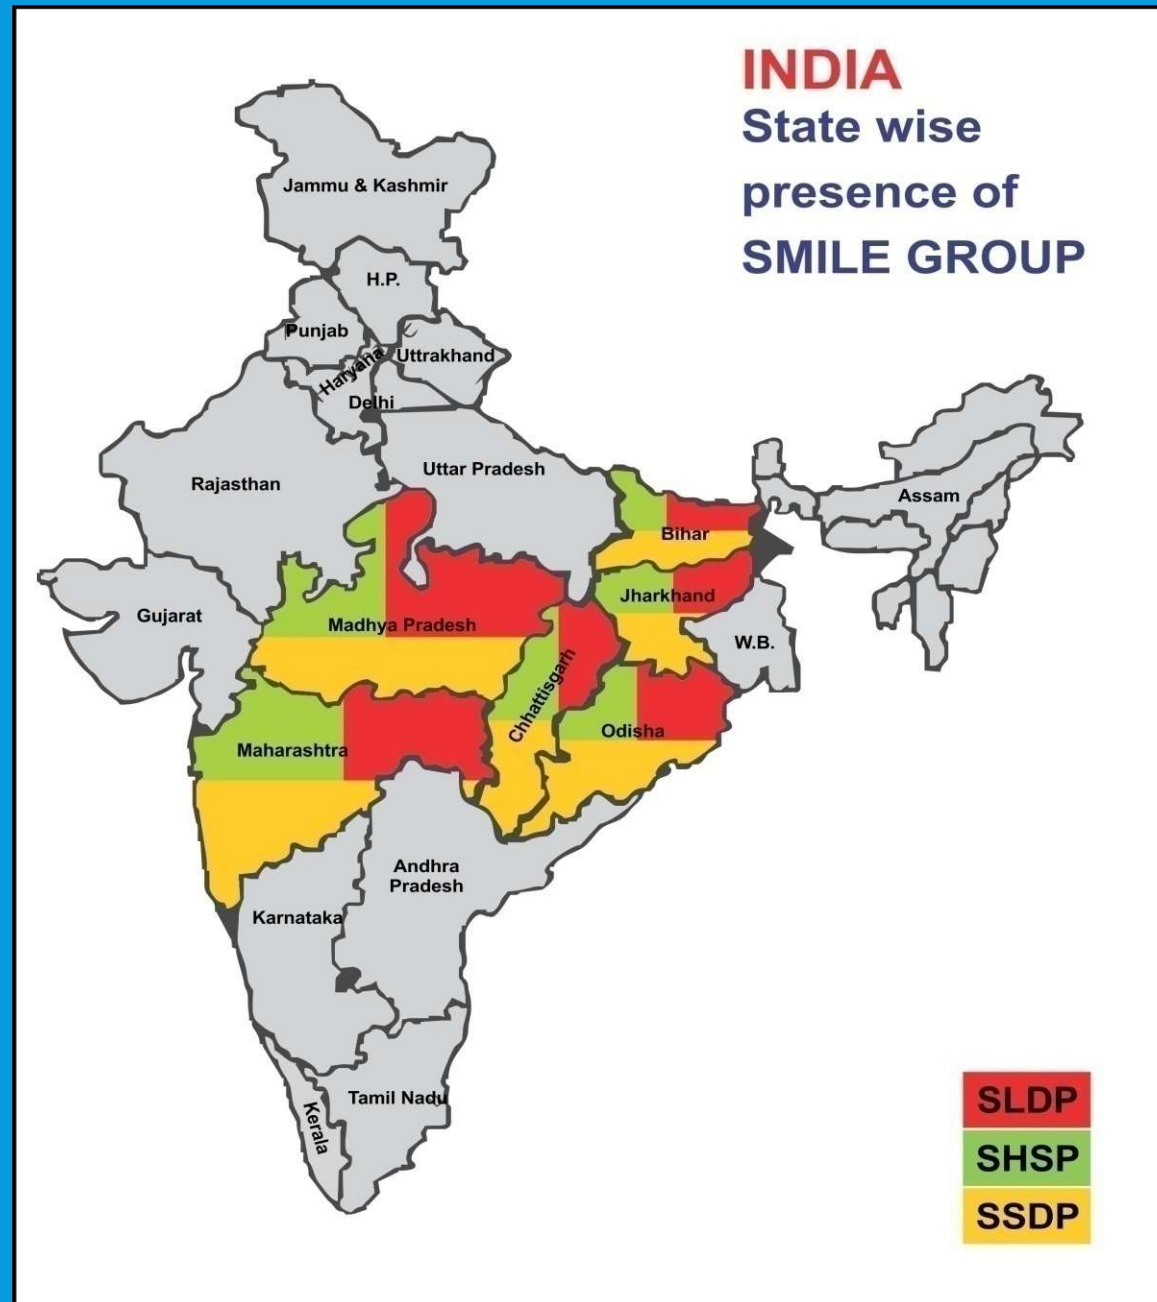 INDIA
State wise
presence of
SMILE GROUP
Jammu & Kashmir
H.P.
Punjab
Uttrakhand
Haryana
Delhi
Uttar Pradesh
Rajasthan
Assam
Bihar
Jharkhand
Gujarat
Madhya Pradesh
W.B.
Chhattisgarh
Odisha
Maharashtra
Andhra
Pradesh
Karnataka
Tamil Nadu
Kerala
SLDP
SHSP
SSDP